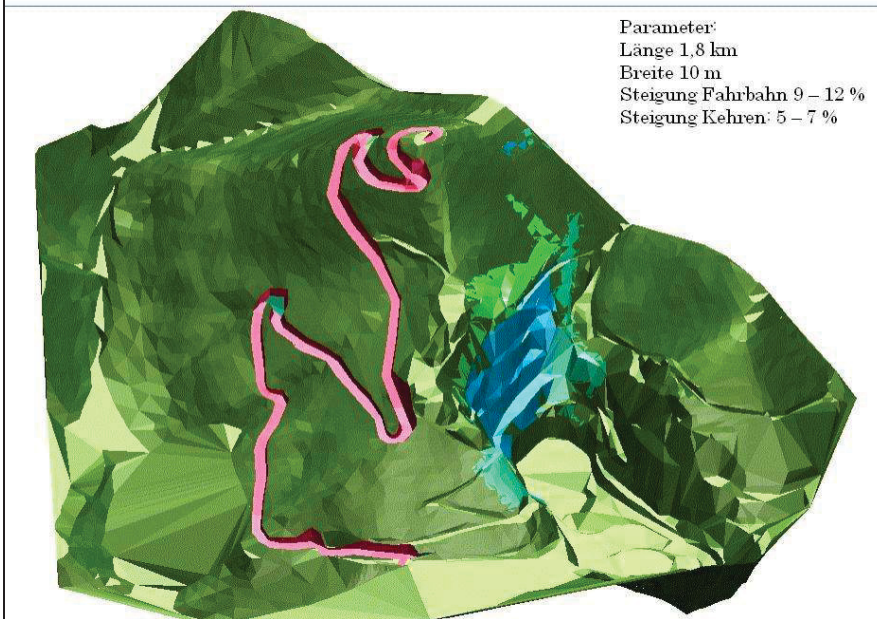 Parameter:
Länge 1,8 km
Breite 10 m
Steigung Fahrbahn 9 – 12 %
Steigung Kehren: 5 – 7 %